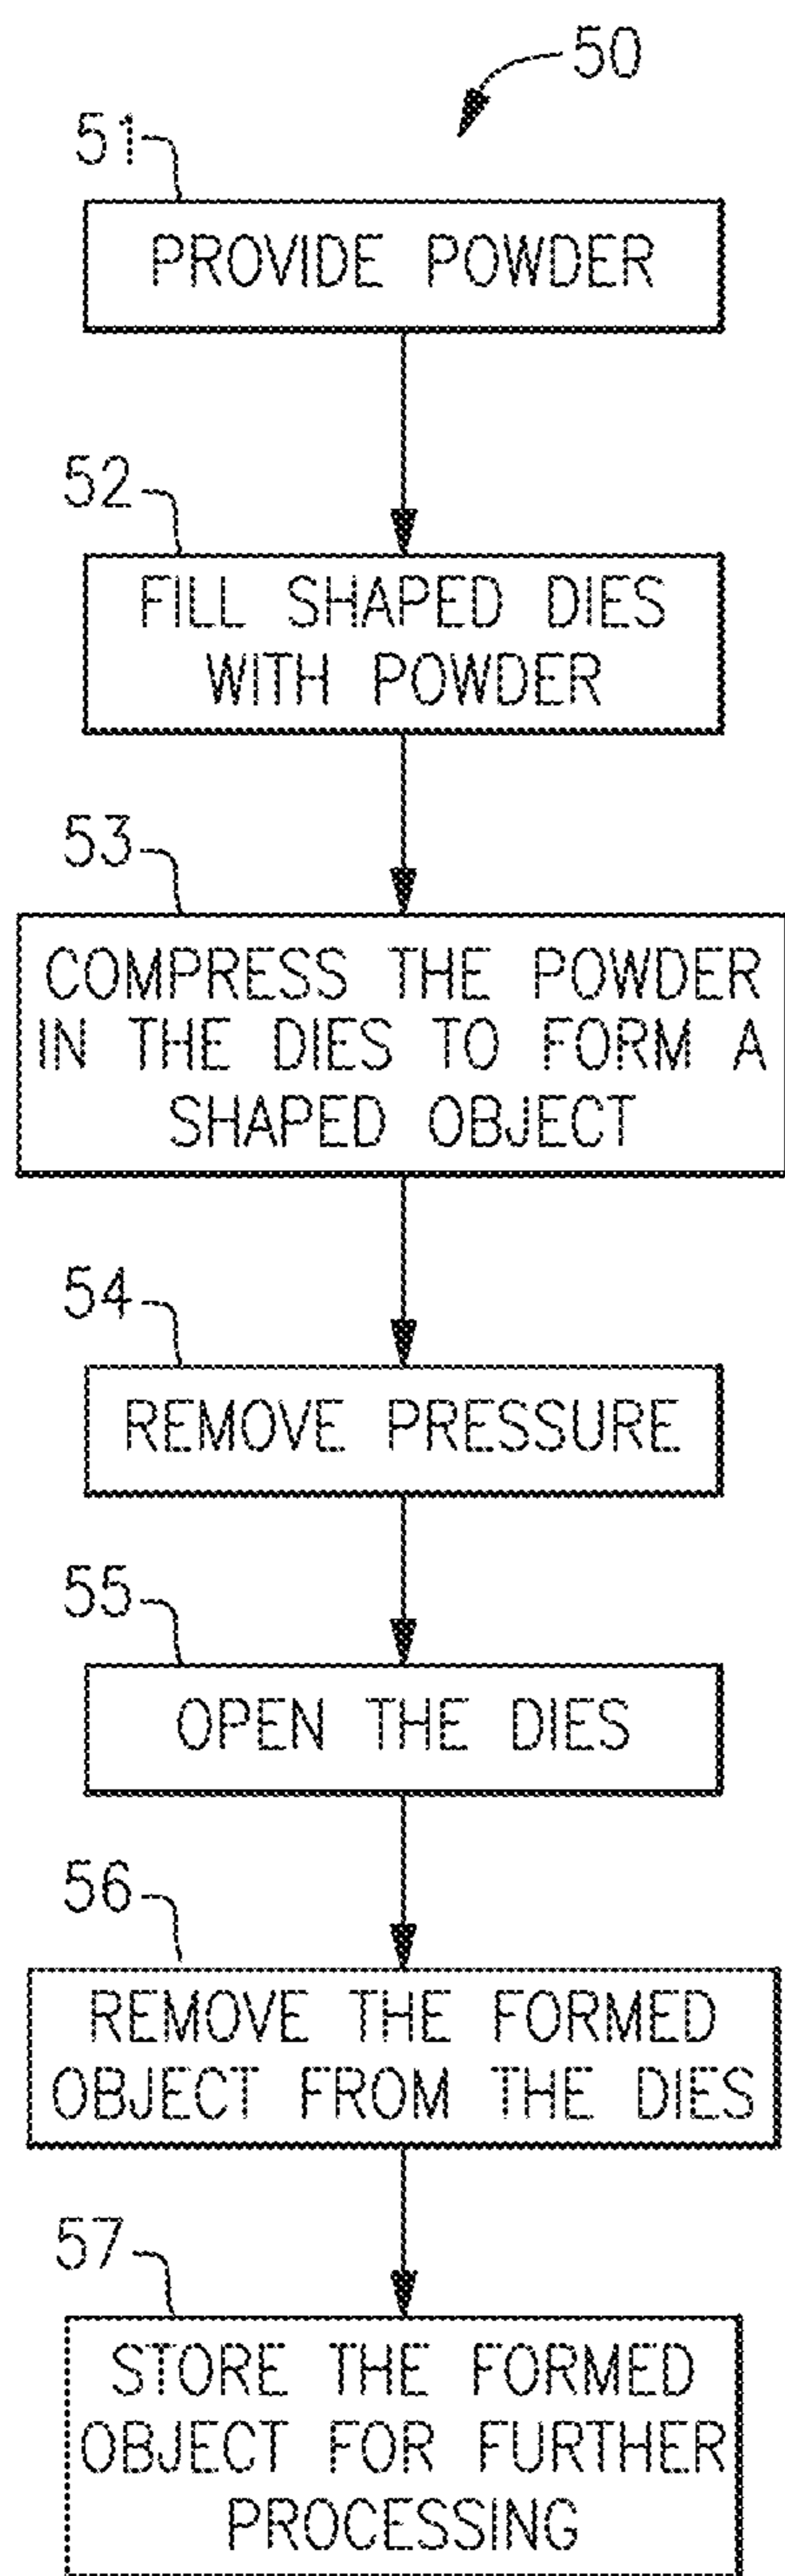 50
51
PROVIDE POWDER
52
FILL SHAPED DIES
WITH POWDER
53
COMPRESS THE POWDER
IN THE DIES TO FORM A
SHAPED OBJECT
54
REMOVE PRESSURE
55
OPEN THE DIES
56
REMOVE THE FORMED
OBJECT FROM THE DIES
57
STORE THE FORMED
OBJECT FOR FURTHER
PROCESSING